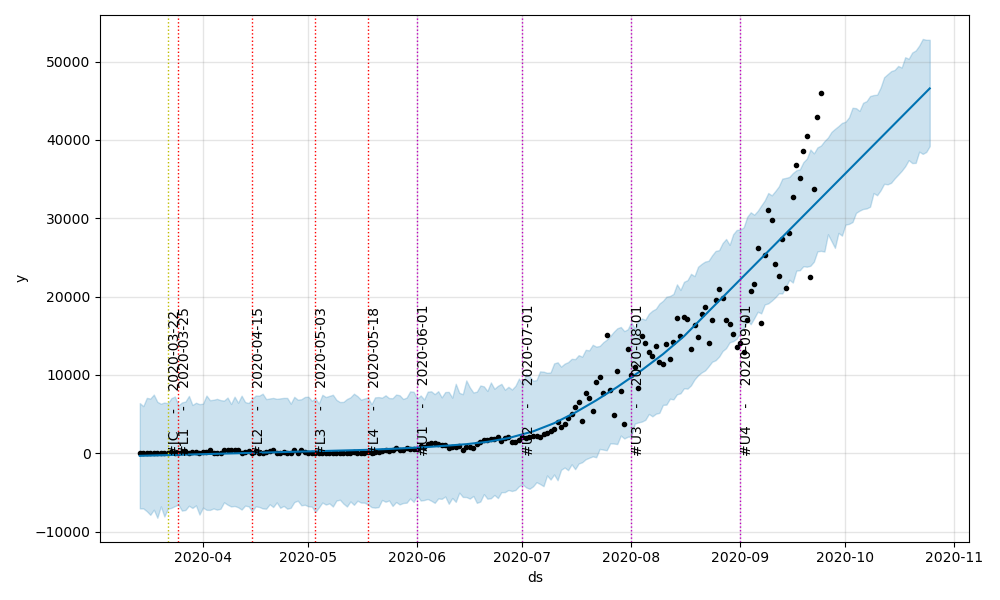 50000
40000
30000
20000
10000
0
−10000
y
#JC - 2020-03-22
#L1 - 2020-03-25
#L2 - 2020-04-15
#L3 - 2020-05-03
#L4 - 2020-05-18
#U1 - 2020-06-01
#U2 - 2020-07-01
#U3 - 2020-08-01
#U4 - 2020-09-01
2020-04
2020-05
2020-06
2020-07
2020-08
2020-09
2020-10
2020-11
ds